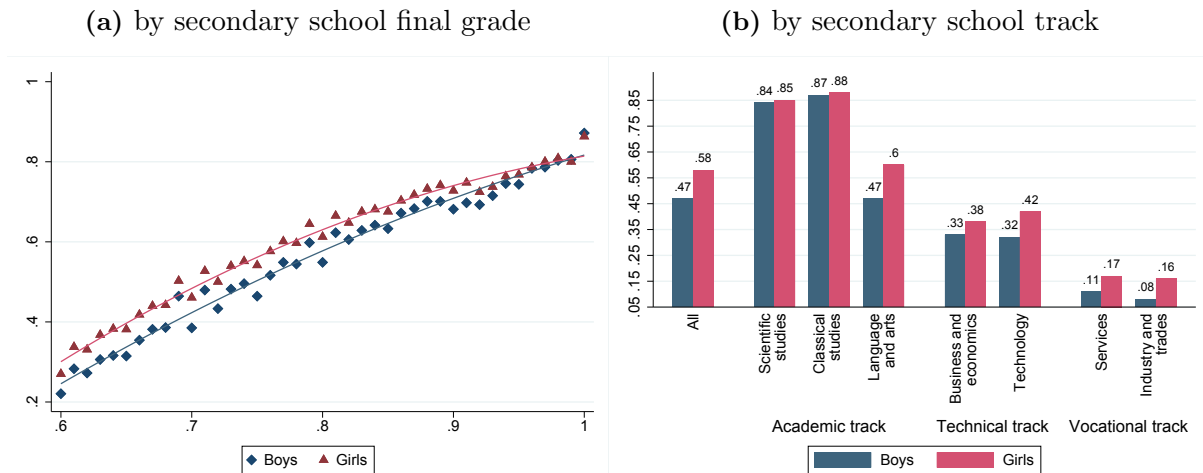 (a) by secondary school final grade
1
.8
.6
.4
.2
.6 .7 .8 .9 1
Boys Girls
(b) by secondary school track
.85
.75
.65
.55
.45
.35
.25
.15
.05
.47 .58
.84 .85
.87 .88
.47 .6
.33 .38
.32 .42
.11 .17
.08 .16
All
Scientific
studies
Classical
studies
Language
and arts
Business and
economics
Technology
Services
Industry and
trades
Academic track Technical track Vocational track
Boys Girls